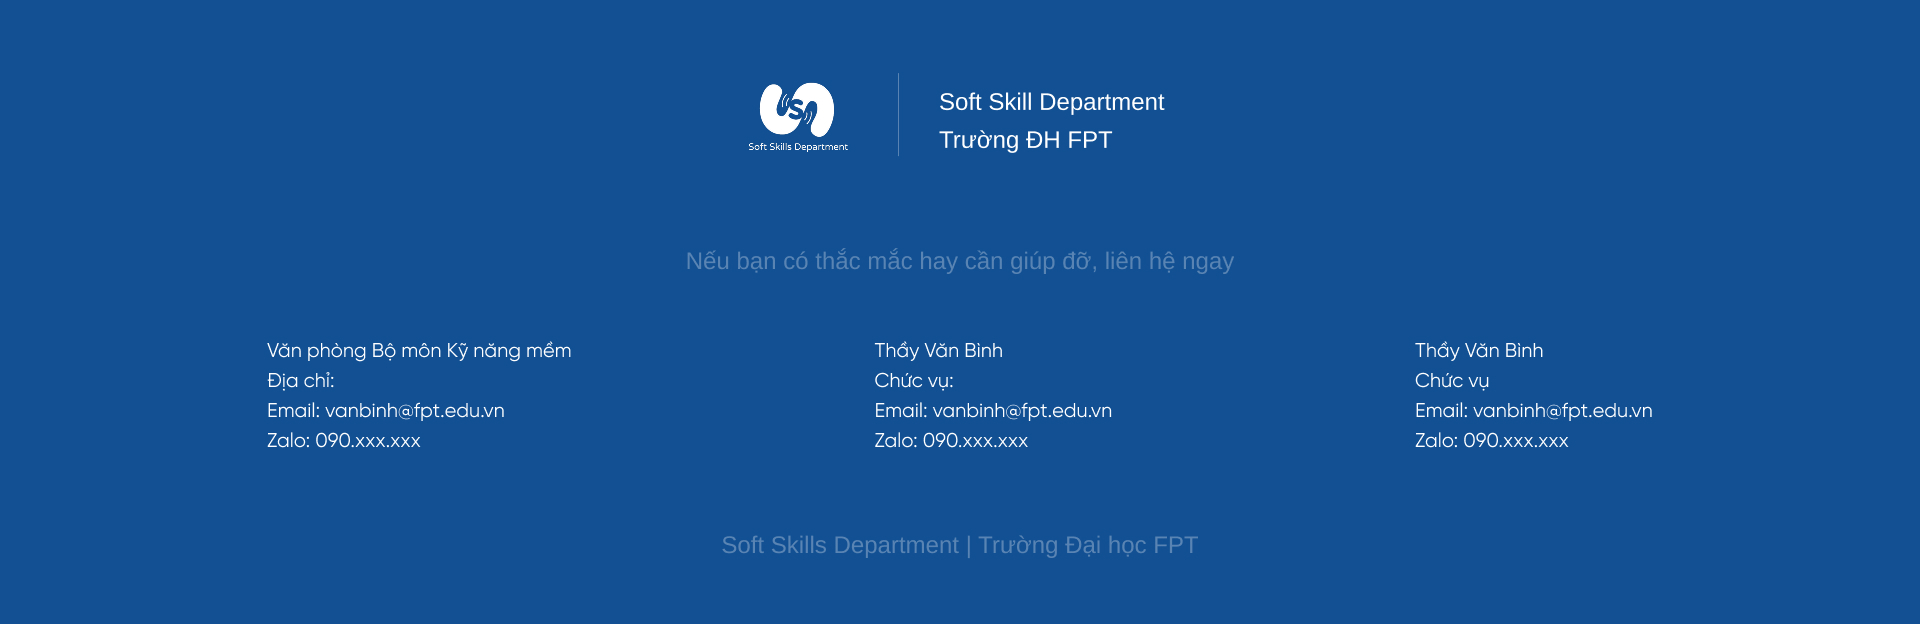 Soft Skills Department
Soft Skill Department
Trường ĐH FPT
Nếu bạn có thắc mắc hay cần giúp đỡ, liên hệ ngay
Văn phòng Bộ môn Kỹ năng mềm
Địa chỉ:
Email: vanbinh@fpt.edu.vn
Zalo: 090.xxx.xxx
Thầy Văn Bình
Chức vụ:
Email: vanbinh@fpt.edu.vn
Zalo: 090.xxx.xxx
Thầy Văn Bình
Chức vụ
Email: vanbinh@fpt.edu.vn
Zalo: 090.xxx.xxx
Soft Skills Department | Trường Đại học FPT